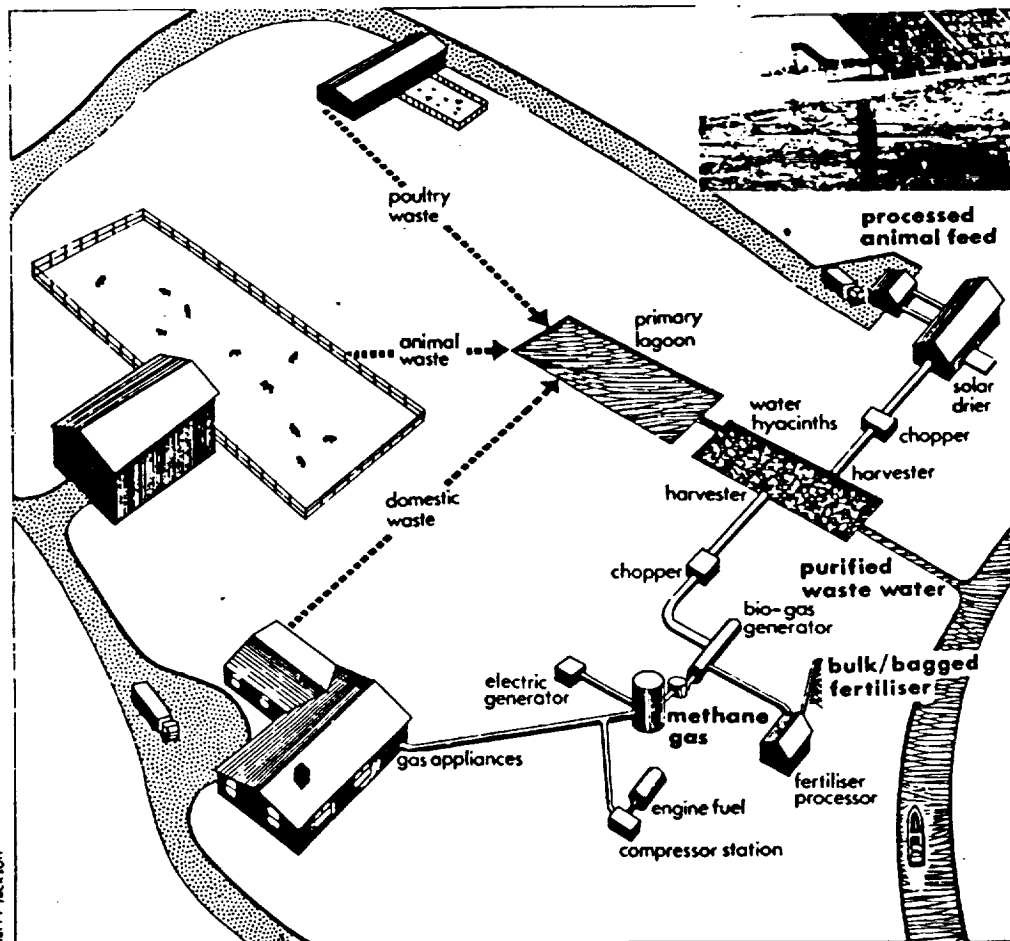 poultry
waste
processed
animal feed
animal
waste
primary
lagoon
solar
drier
water
hyacinths
chopper
harvester
harvester
domestic
waste
chopper
purified
waste water
bio-gas
generator
electric
generator
bulk/bagged
fertiliser
methane
gas
gas appliances
fertiliser
processor
engine fuel
compressor station